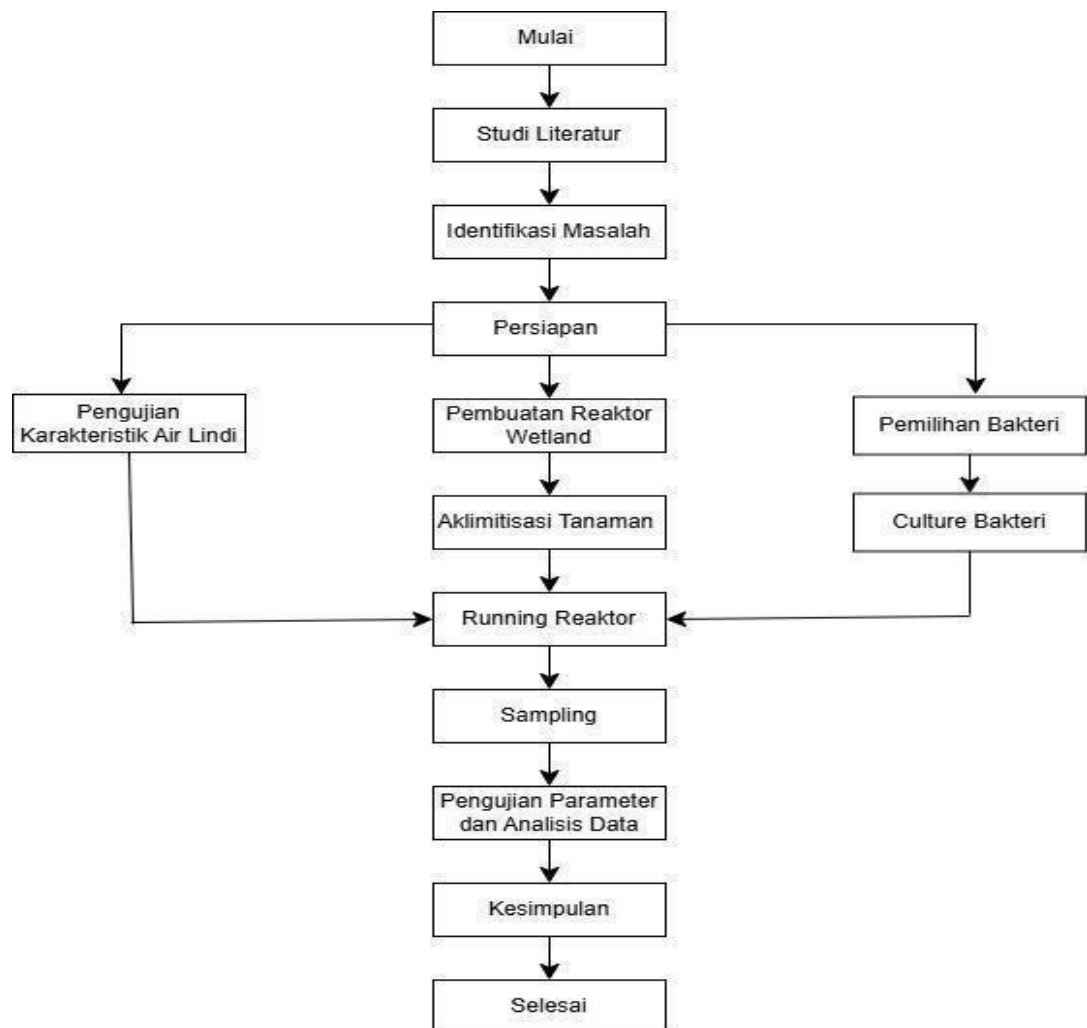 Mulai
Studi Literatur
Identifikasi Masalah
Persiapan
Pengujian
Karakteristik Air Lindi
Pembuatan Reaktor
Wetland
Pemilihan Bakteri
Aklimitisasi Tanaman
Culture Bakteri
Running Reaktor
Sampling
Pengujian Parameter
dan Analisis Data
Kesimpulan
Selesai